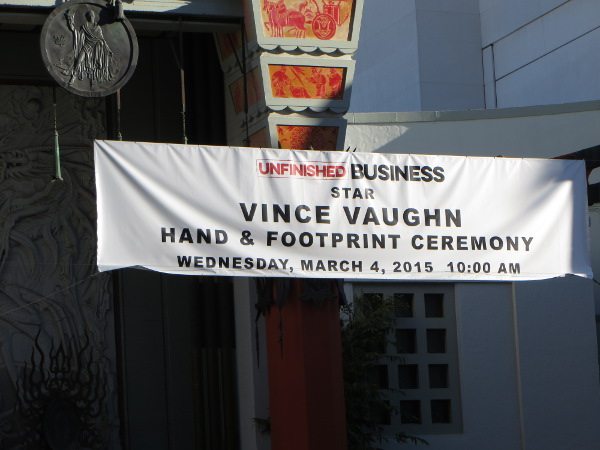 UNFINISHED BUSINESS
STAR
VINCE VAUGHN
HAND & FOOTPRINT CEREMONY
WEDNESDAY, MARCH 4, 2015 10:00 AM